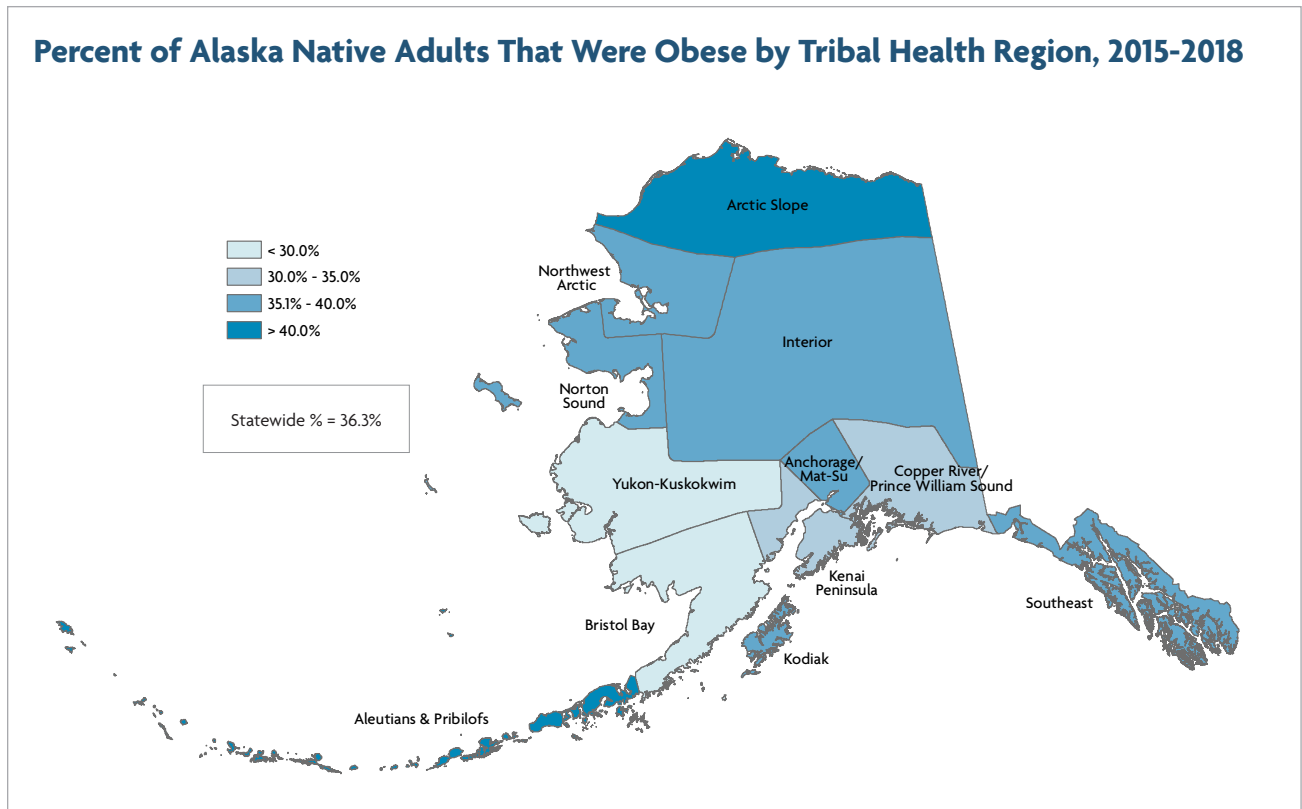 Percent of Alaska Native Adults That Were Obese by Tribal Health Region, 2015-2018
Arctic Slope
< 30.0%
30.0% - 35.0%
35.1% - 40.0%
> 40.0%
Northwest
Arctic
Interior
Statewide % = 36.3%
Norton
Sound
Anchorage/
Mat-Su
Copper River/
Prince William Sound
Yukon-Kuskokwim
Kenai
Peninsula
Southeast
Bristol Bay
Kodiak
Aleutians & Pribilofs